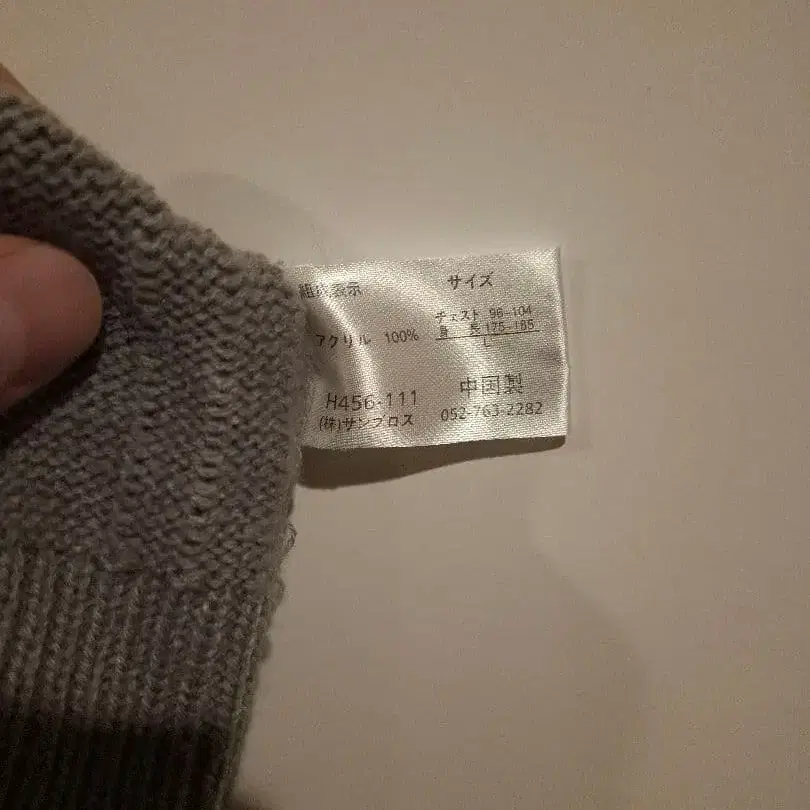 組成表示
サイズ
アクリル 100%
チェスト 96-104
身 長 175-185
L
H456-111
中国製
(株)サンブロス
052-763-2282